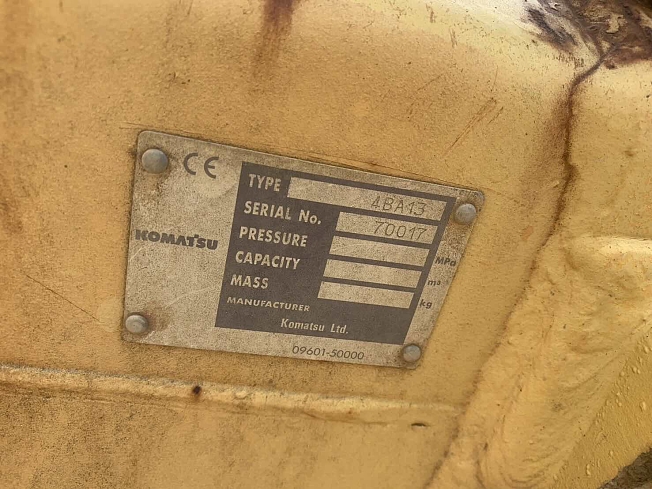 CE
TYPE 4BA13
SERIAL No. 70017
KOMATSU
PRESSURE MPa
CAPACITY m³
MASS kg
MANUFACTURER
Komatsu Ltd.
09601-50000